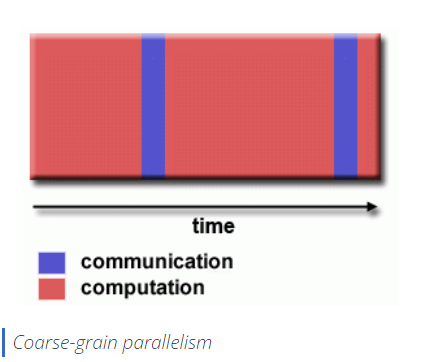 time
communication
computation
Coarse-grain parallelism